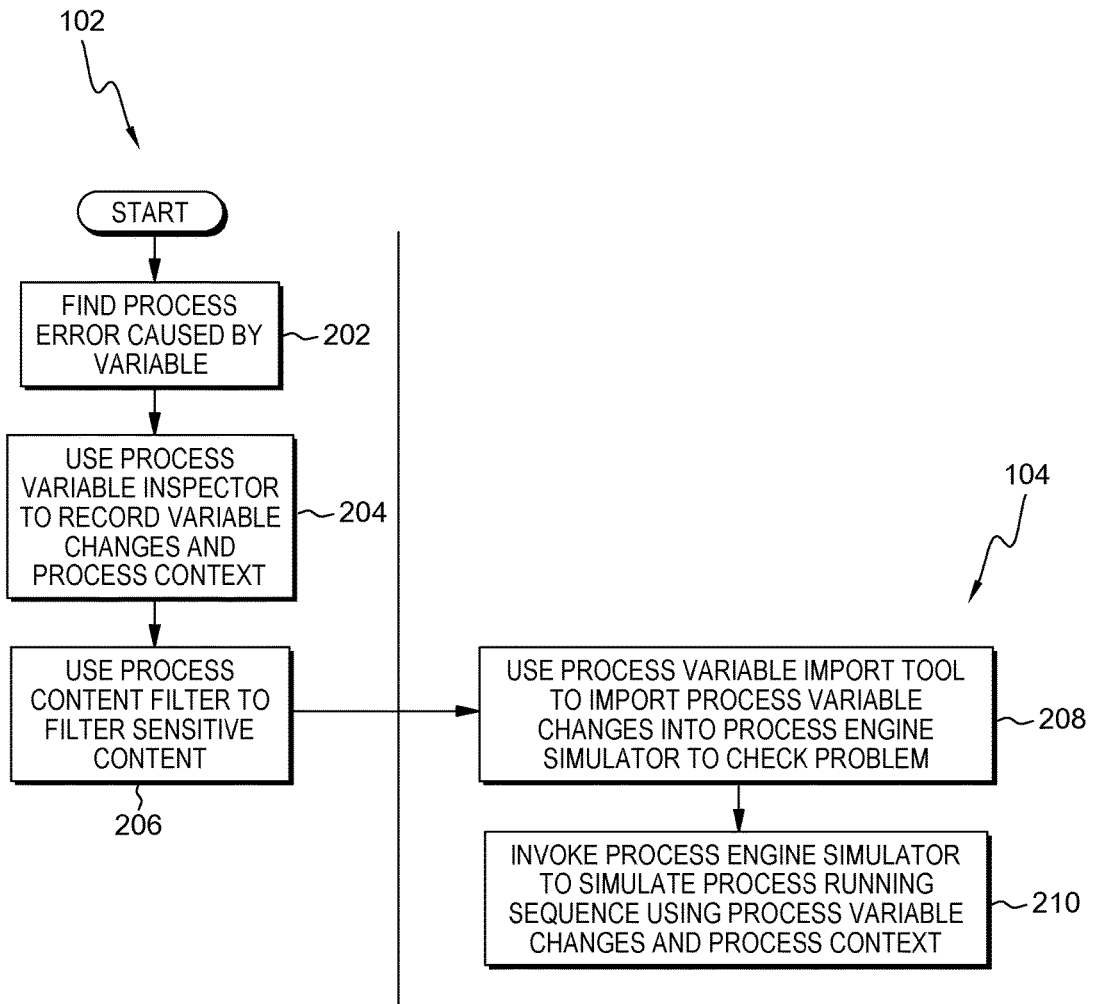 102
START
FIND PROCESS
ERROR CAUSED BY
VARIABLE
202
USE PROCESS
VARIABLE INSPECTOR
TO RECORD VARIABLE
CHANGES AND
PROCESS CONTEXT
204
USE PROCESS
CONTENT FILTER TO
FILTER SENSITIVE
CONTENT
206
104
USE PROCESS VARIABLE IMPORT TOOL
TO IMPORT PROCESS VARIABLE
CHANGES INTO PROCESS ENGINE
SIMULATOR TO CHECK PROBLEM
208
INVOKE PROCESS ENGINE SIMULATOR
TO SIMULATE PROCESS RUNNING
SEQUENCE USING PROCESS VARIABLE
CHANGES AND PROCESS CONTEXT
210